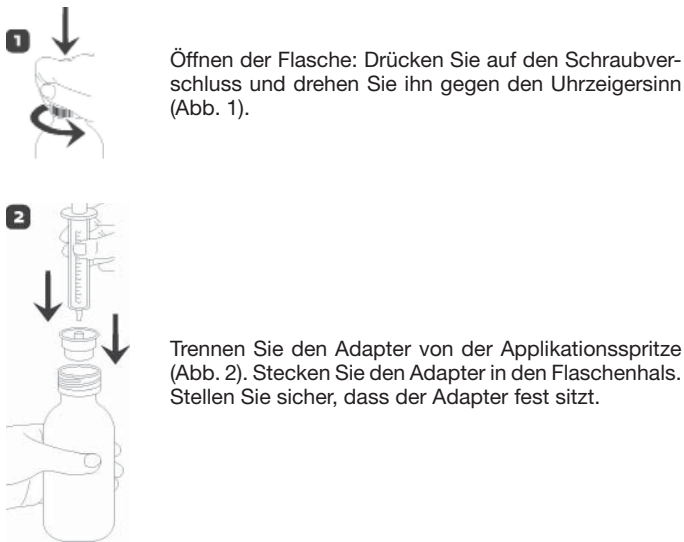 1
Öffnen der Flasche: Drücken Sie auf den Schraubver-
schluss und drehen Sie ihn gegen den Uhrzeigersinn
(Abb. 1).
2
Trennen Sie den Adapter von der Applikationsspritze
(Abb. 2). Stecken Sie den Adapter in den Flaschenhals.
Stellen Sie sicher, dass der Adapter fest sitzt.